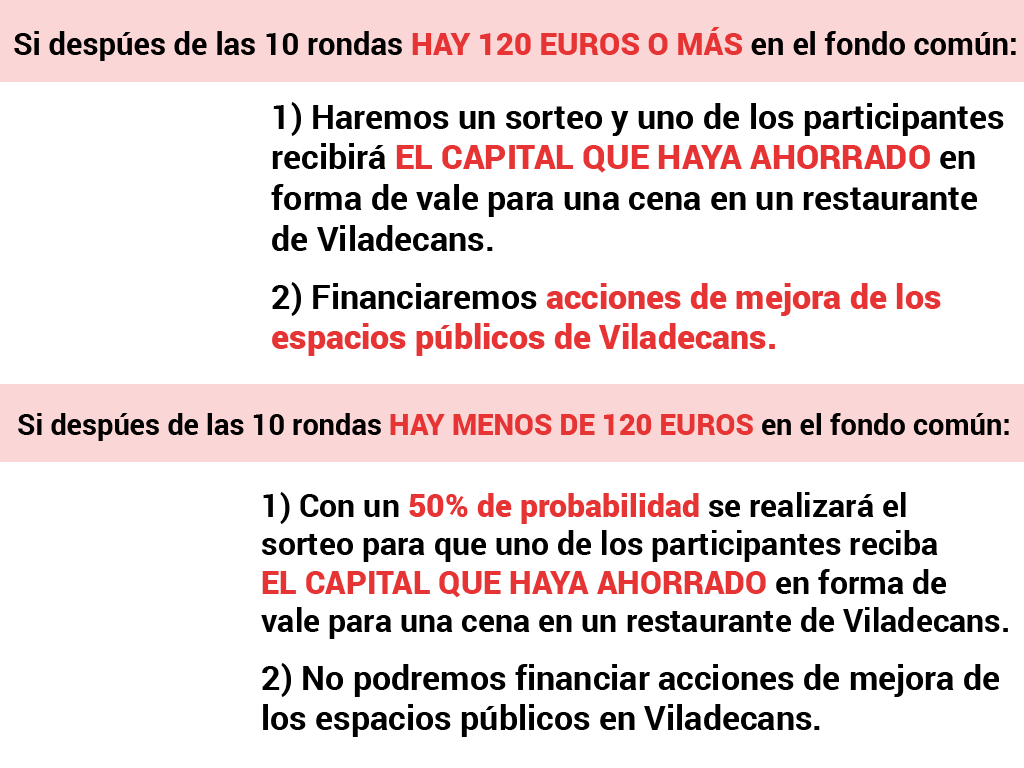 Si despúes de las 10 rondas HAY 120 EUROS O MÁS en el fondo común:
1) Haremos un sorteo y uno de los participantes
recibirá EL CAPITAL QUE HAYA AHORRADO en
forma de vale para una cena en un restaurante
de Viladecans.
2) Financiaremos acciones de mejora de los
espacios públicos de Viladecans.
Si despúes de las 10 rondas HAY MENOS DE 120 EUROS en el fondo común:
1) Con un 50% de probabilidad se realizará el
sorteo para que uno de los participantes reciba
EL CAPITAL QUE HAYA AHORRADO en forma de
vale para una cena en un restaurante de Viladecans.
2) No podremos financiar acciones de mejora de
los espacios públicos en Viladecans.